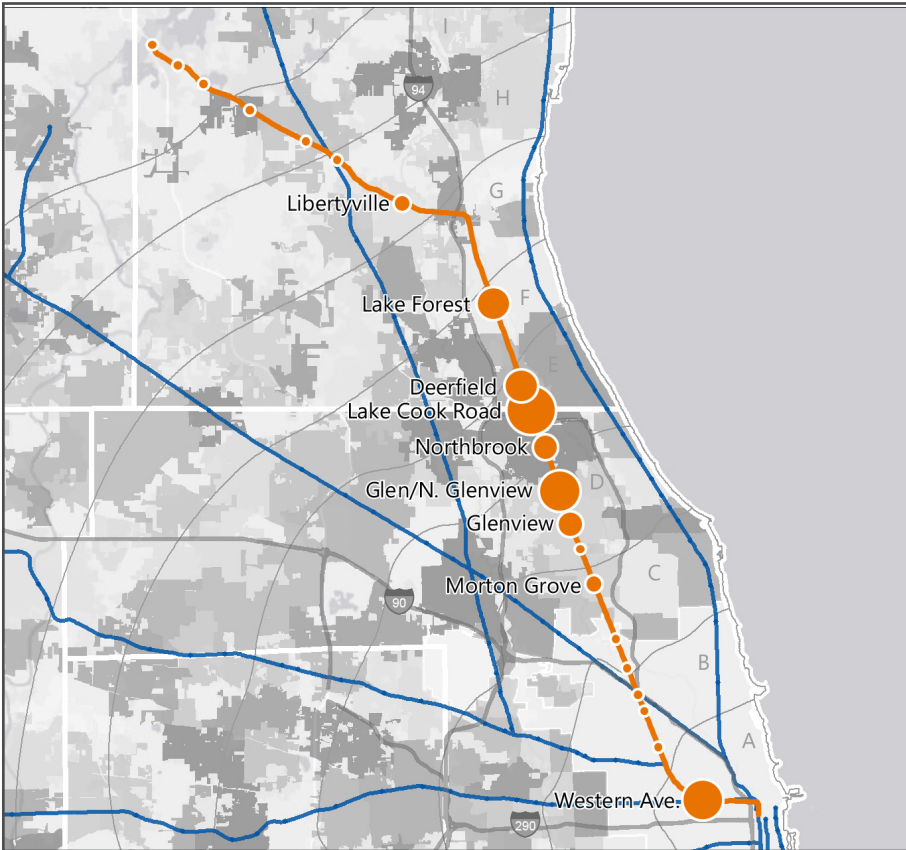 J
I
94
H
G
Libertyville
Lake Forest
F
E
Deerfield
Lake Cook Road
Northbrook
Glen/N. Glenview
D
Glenview
C
Morton Grove
90
B
A
Western Ave.
290